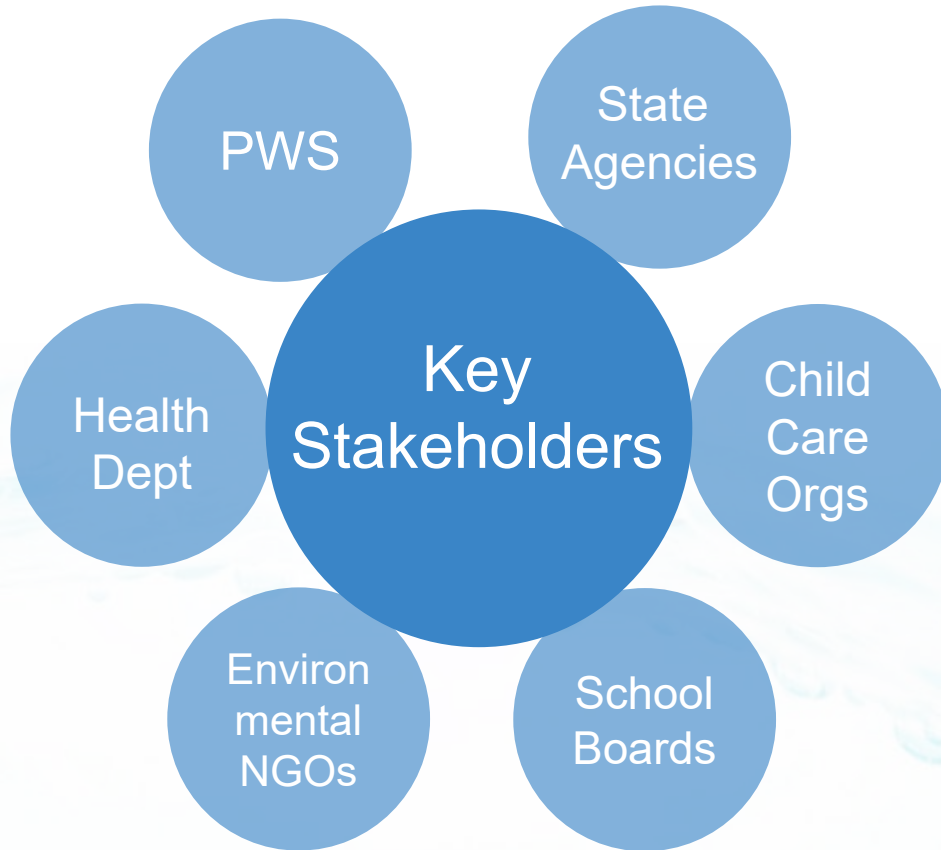 PWS
State
Agencies
Key
Stakeholders
Child
Care
Orgs
Health
Dept
Environ
mental
NGOs
School
Boards